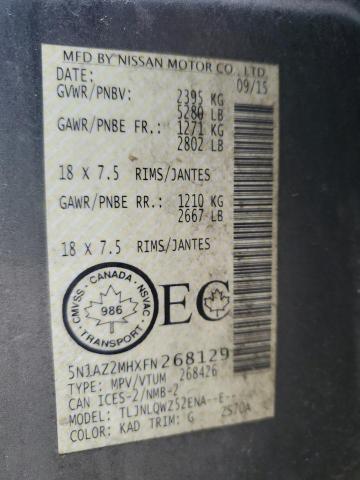 MFD BY NISSAN MOTOR CO., LTD.
DATE: 09/15
GVWR/PNBV: 2395 KG
5280 LB
GAWR/PNBE FR.: 1271 KG
2802 LB
18 X 7.5 RIMS/JANTES
GAWR/PNBE RR.: 1210 KG
2667 LB
18 X 7.5 RIMS/JANTES
CMVSS · CANADA · NSVAC
986
TRANSPORT
EC
5N1AZ2MHXFN268129
TYPE: MPV/VTUM 268426
CAN ICES-2/NMB-2
MODEL: TLJNLQWZ52ENA--E--
COLOR: KAD TRIM: G 2S70A